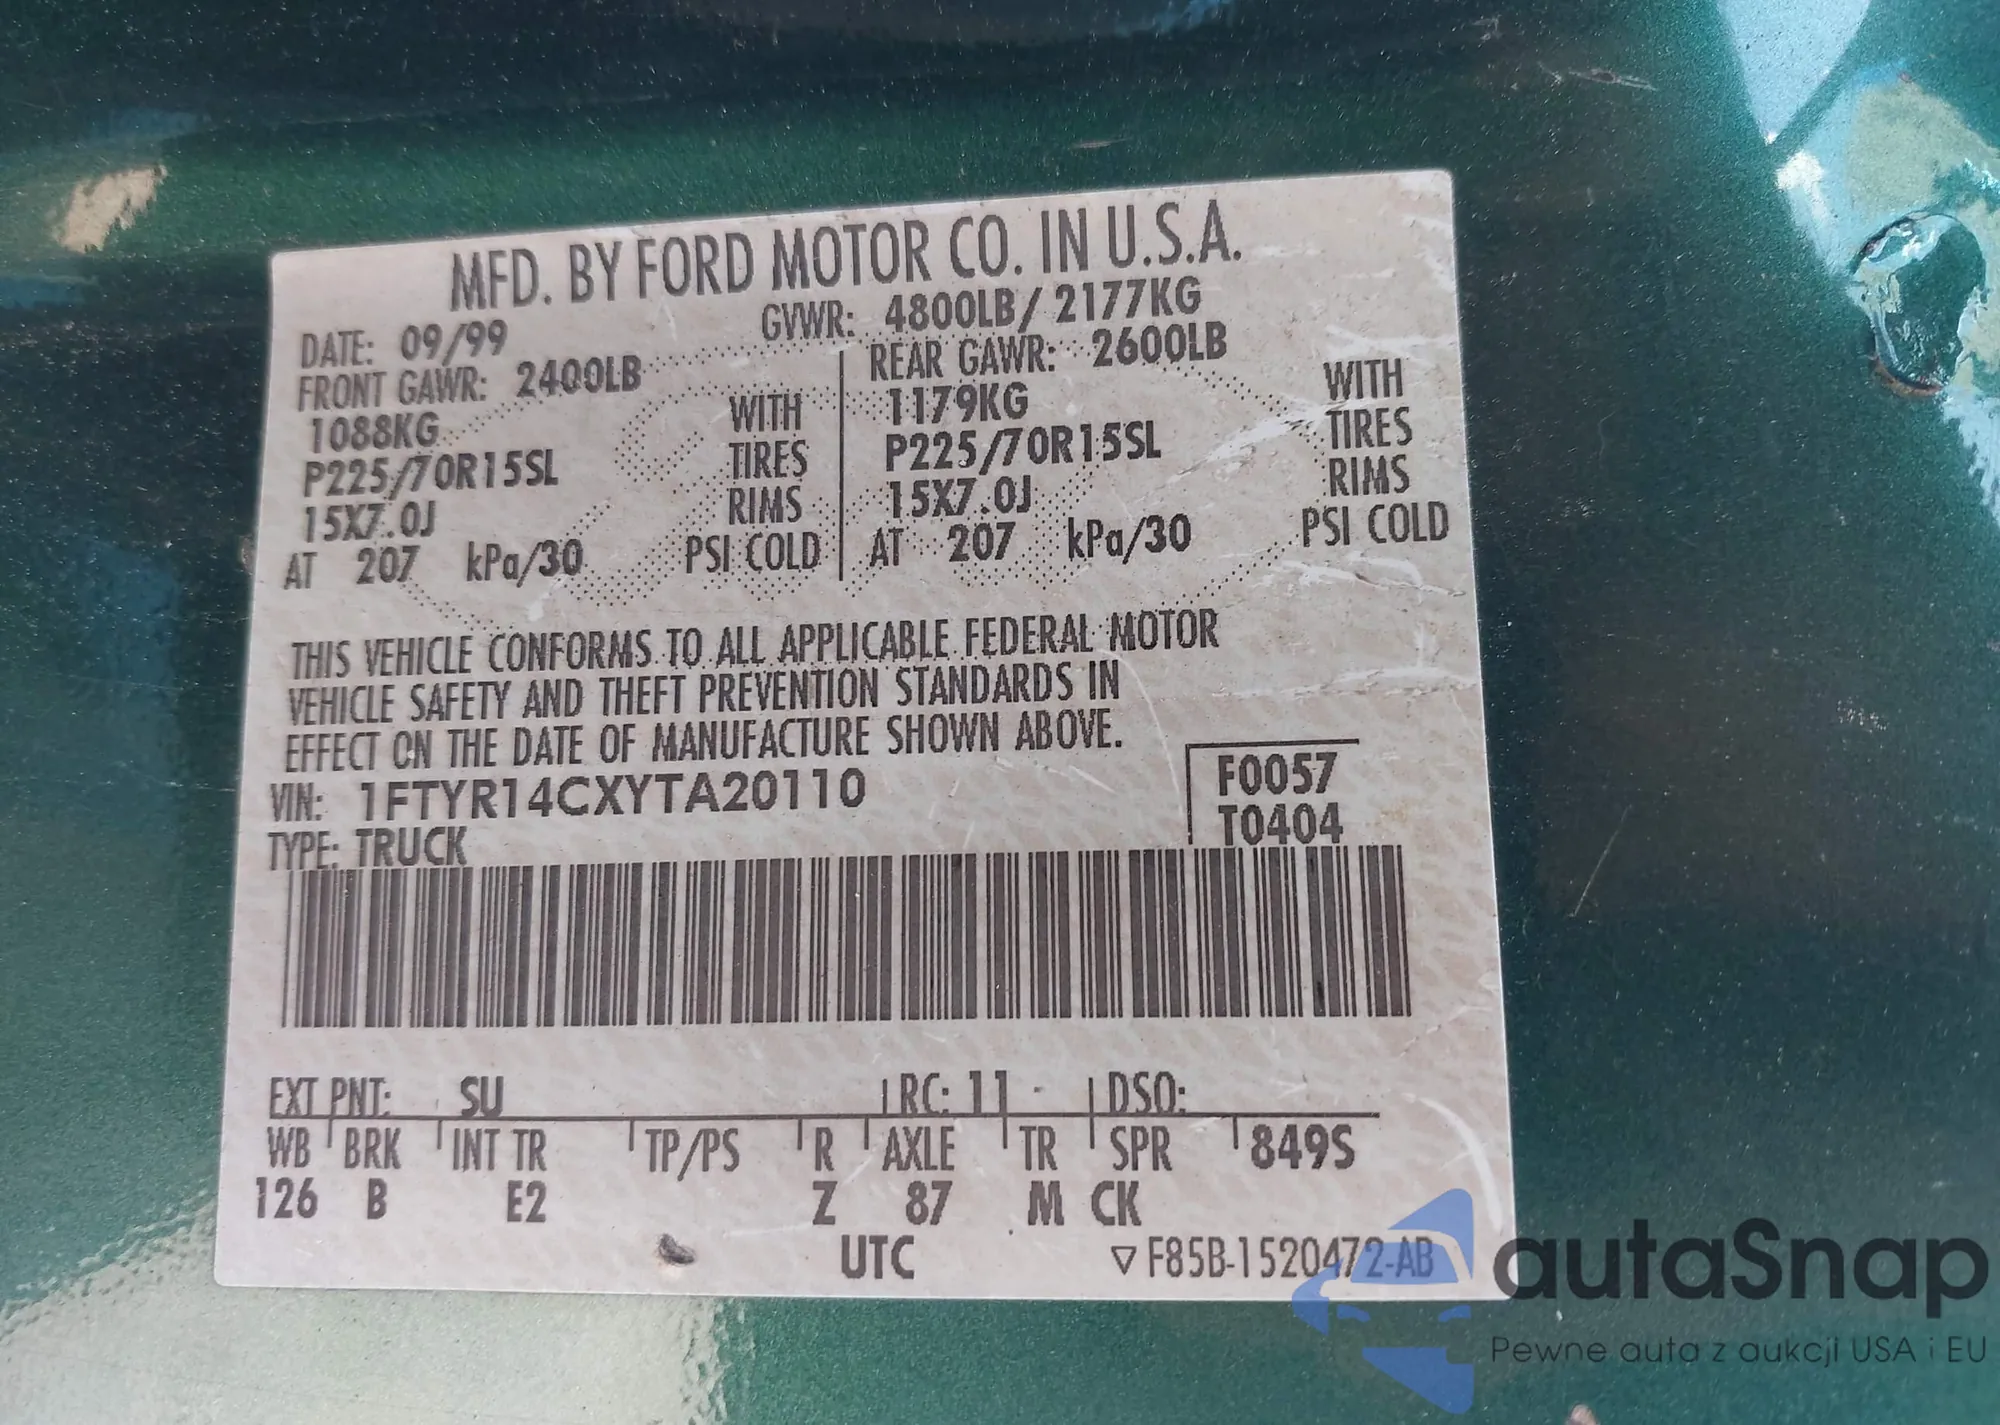 MFD. BY FORD MOTOR CO. IN U.S.A.
DATE: 09/99 GVWR: 4800LB/ 2177KG
FRONT GAWR: 2400LB REAR GAWR: 2600LB
1088KG WITH 1179KG WITH
P225/70R15SL TIRES P225/70R15SL TIRES
15X7.0J RIMS 15X7.0J RIMS
AT 207 kPa/30 PSI COLD AT 207 kPa/30 PSI COLD
THIS VEHICLE CONFORMS TO ALL APPLICABLE FEDERAL MOTOR
VEHICLE SAFETY AND THEFT PREVENTION STANDARDS IN
EFFECT ON THE DATE OF MANUFACTURE SHOWN ABOVE.
VIN: 1FTYR14CXYTA20110 F0057
TYPE: TRUCK T0404
EXT PNT: SU RC: 11 DSO:
WB BRK INT TR TP/PS R AXLE TR SPR 849S
126 B E2 Z 87 M CK
UTC ▽F85B-1520472-AB
autaSnap
Pewne auta z aukcji USA i EU